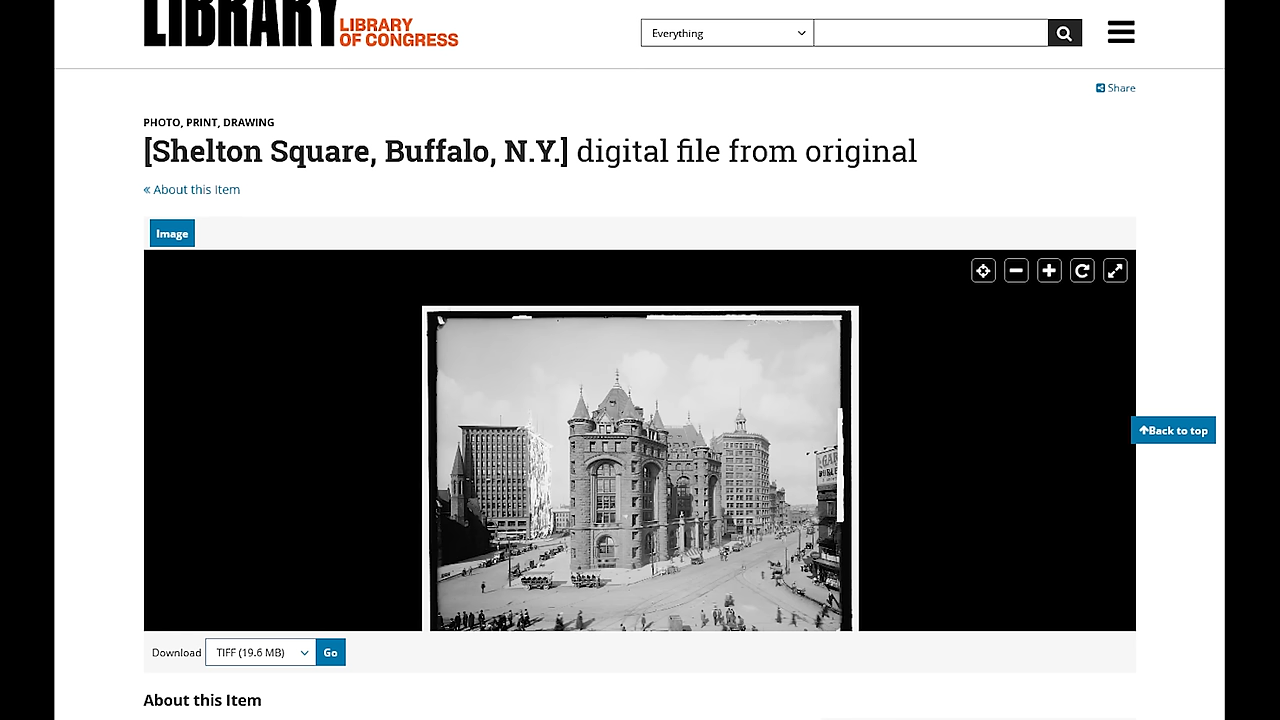 LIBRARY
LIBRARY
OF CONGRESS
Everything
Share
PHOTO, PRINT, DRAWING
[Shelton Square, Buffalo, N.Y.] digital file from original
« About this Item
Image
Back to top
Download TIFF (19.6 MB) Go
About this Item